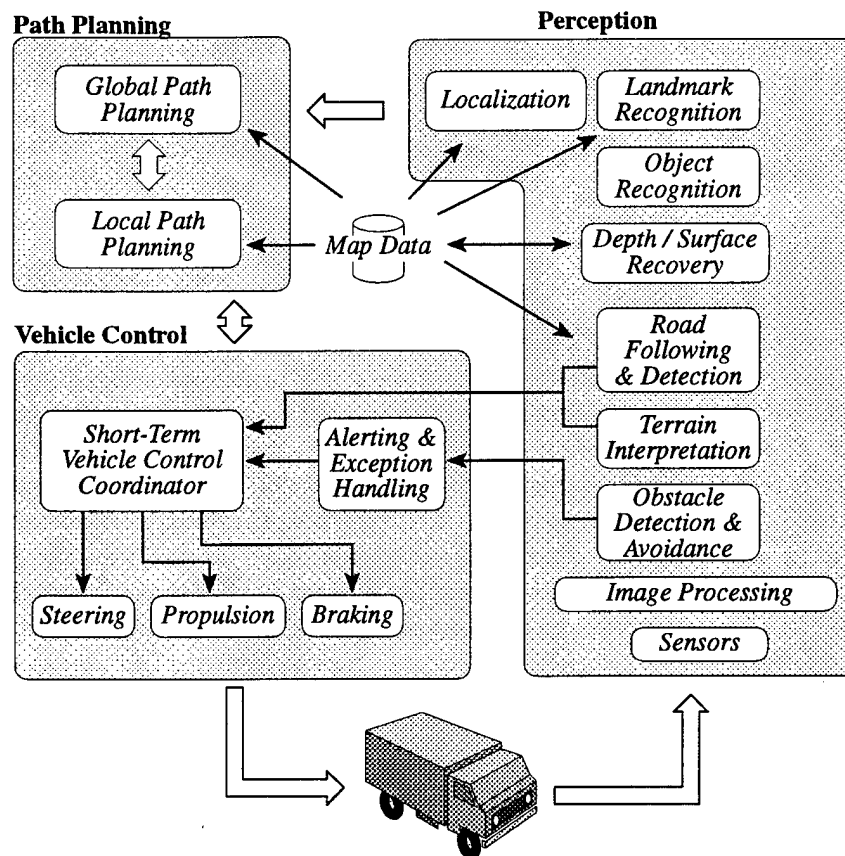 Path Planning
Global Path
Planning
Local Path
Planning
Perception
Localization
Landmark
Recognition
Object
Recognition
Map Data
Depth / Surface
Recovery
Road
Following
& Detection
Terrain
Interpretation
Obstacle
Detection &
Avoidance
Image Processing
Sensors
Vehicle Control
Short-Term
Vehicle Control
Coordinator
Alerting &
Exception
Handling
Steering
Propulsion
Braking